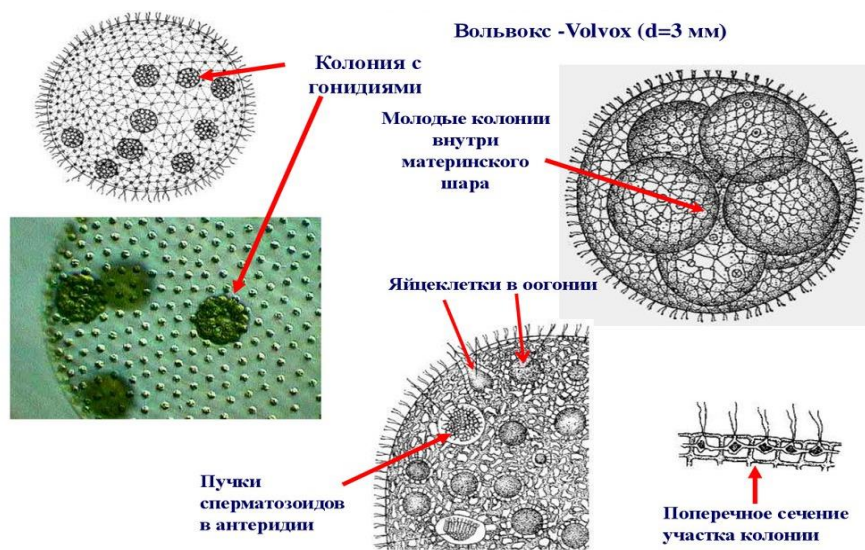 Вольвокс -Volvox (d=3 мм)
Колония с
гонидиями
Молодые колонии
внутри
материнского
шара
Яйцеклетки в оогонии
Пучки
сперматозоидов
в антеридии
Поперечное сечение
участка колонии